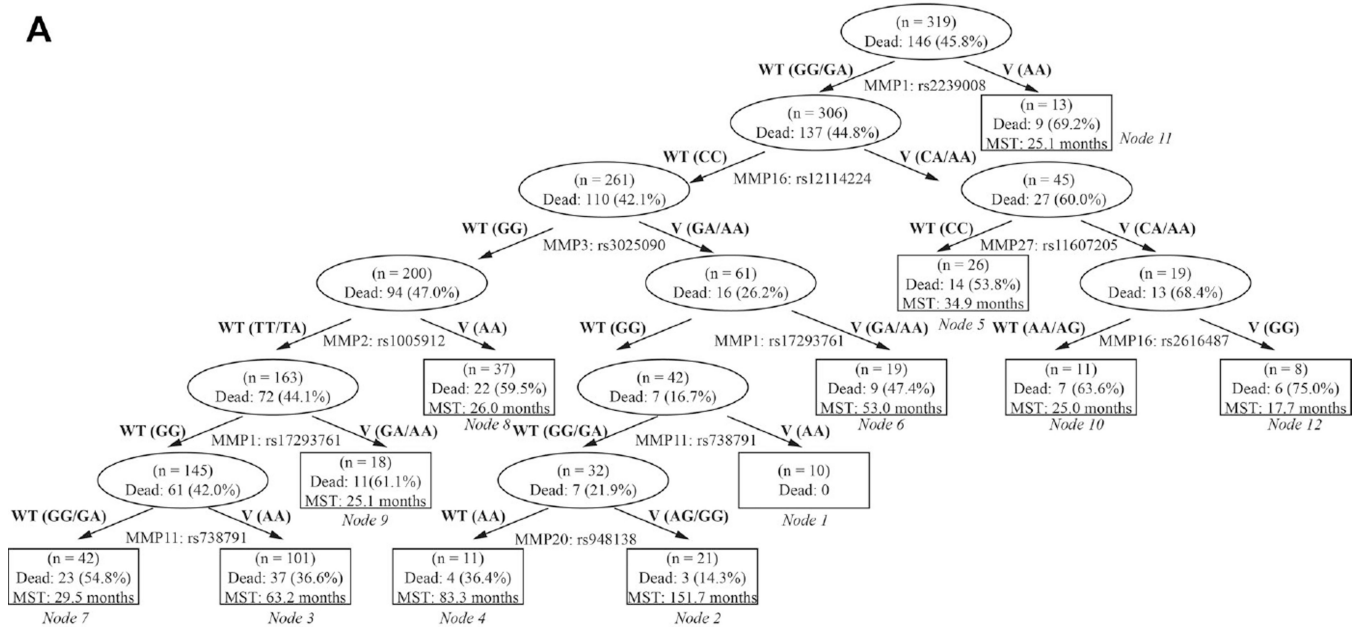 A
(n = 319)
Dead: 146 (45.8%)
WT (GG/GA)
V (AA)
MMP1: rs2239008
(n = 306)
Dead: 137 (44.8%)
(n = 13)
Dead: 9 (69.2%)
MST: 25.1 months
Node 11
WT (CC)
V (CA/AA)
MMP16: rs12114224
(n = 261)
Dead: 110 (42.1%)
(n = 45)
Dead: 27 (60.0%)
WT (GG)
V (GA/AA)
MMP3: rs3025090
WT (CC)
V (CA/AA)
MMP27: rs11607205
(n = 200)
Dead: 94 (47.0%)
(n = 61)
Dead: 16 (26.2%)
(n = 26)
Dead: 14 (53.8%)
MST: 34.9 months
Node 5
(n = 19)
Dead: 13 (68.4%)
WT (TT/TA)
V (AA)
MMP2: rs1005912
WT (GG)
V (GA/AA)
MMP1: rs17293761
WT (AA/AG)
V (GG)
MMP16: rs2616487
(n = 163)
Dead: 72 (44.1%)
(n = 37)
Dead: 22 (59.5%)
MST: 26.0 months
Node 8
(n = 42)
Dead: 7 (16.7%)
(n = 19)
Dead: 9 (47.4%)
MST: 53.0 months
Node 6
(n = 11)
Dead: 7 (63.6%)
MST: 25.0 months
Node 10
(n = 8)
Dead: 6 (75.0%)
MST: 17.7 months
Node 12
WT (GG)
V (GA/AA)
MMP1: rs17293761
WT (GG/GA)
V (AA)
MMP11: rs738791
(n = 145)
Dead: 61 (42.0%)
(n = 18)
Dead: 11(61.1%)
MST: 25.1 months
Node 9
(n = 32)
Dead: 7 (21.9%)
(n = 10)
Dead: 0
Node 1
WT (GG/GA)
V (AA)
MMP11: rs738791
WT (AA)
V (AG/GG)
MMP20: rs948138
(n = 42)
Dead: 23 (54.8%)
MST: 29.5 months
Node 7
(n = 101)
Dead: 37 (36.6%)
MST: 63.2 months
Node 3
(n = 11)
Dead: 4 (36.4%)
MST: 83.3 months
Node 4
(n = 21)
Dead: 3 (14.3%)
MST: 151.7 months
Node 2